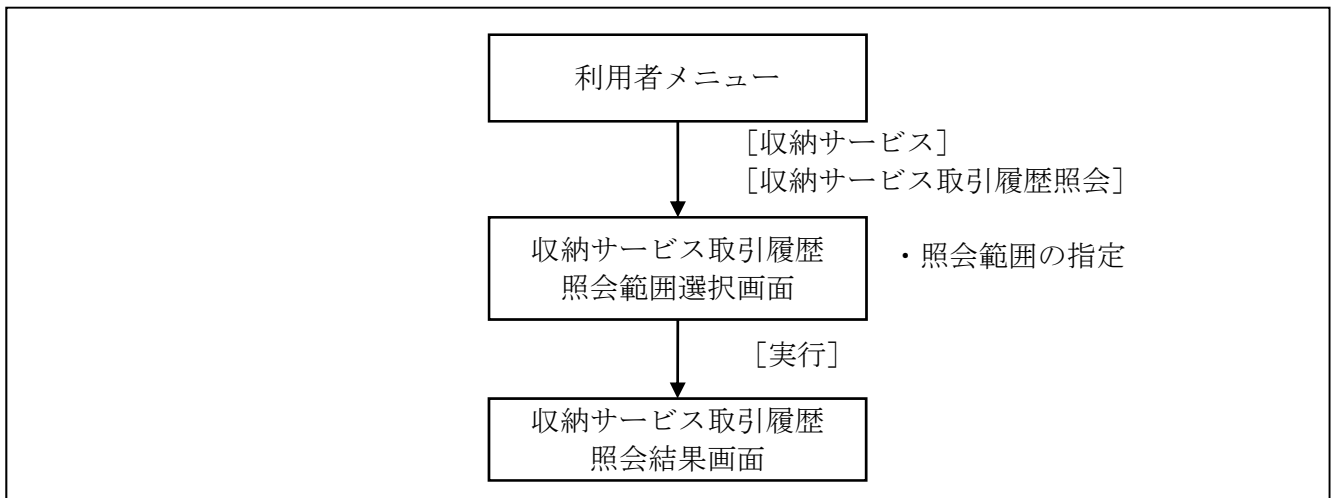 利用者メニュー
［収納サービス］
［収納サービス取引履歴照会］
収納サービス取引履歴
照会範囲選択画面
・照会範囲の指定
［実行］
収納サービス取引履歴
照会結果画面